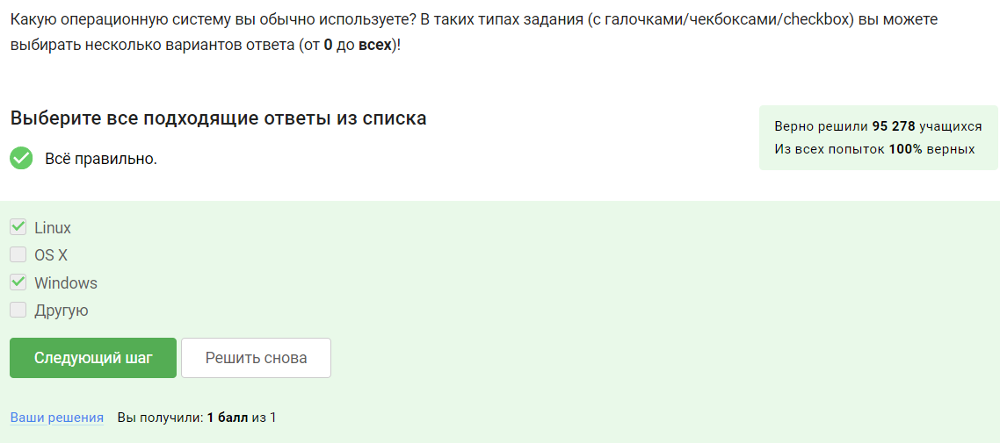 Какую операционную систему вы обычно используете? В таких типах задания (с галочками/чекбоксами/checkbox) вы можете
выбирать несколько вариантов ответа (от 0 до всех)!
Выберите все подходящие ответы из списка
Верно решили 95 278 учащихся
Из всех попыток 100% верных
Всё правильно.
Linux
OS X
Windows
Другую
Следующий шаг
Решить снова
Ваши решения
Вы получили: 1 балл из 1